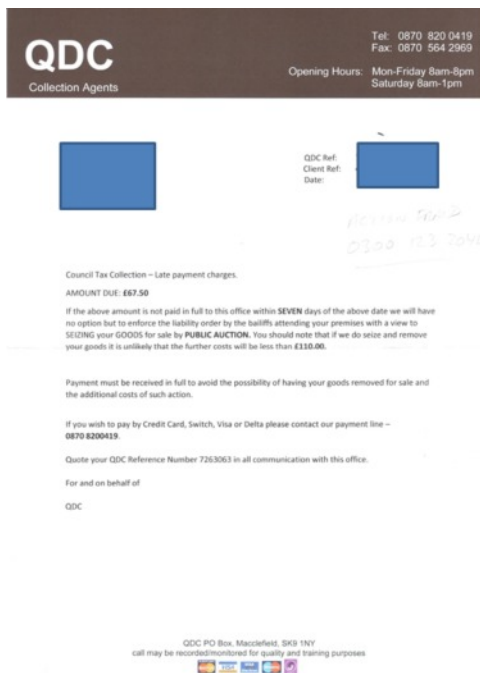 QDC
Collection Agents
Tel: 0870 820 0419
Fax: 0870 564 2969
Opening Hours: Mon-Friday 8am-8pm
Saturday 8am-1pm
QDC Ref:
Client Ref:
Date:
ACTION FRAUD
0300 123 2040
Council Tax Collection – Late payment charges.
AMOUNT DUE: £67.50
If the above amount is not paid in full to this office within SEVEN days of the above date we will have
no option but to enforce the liability order by the bailiffs attending your premises with a view to
SEIZING your GOODS for sale by PUBLIC AUCTION. You should note that if we do seize and remove
your goods it is unlikely that the further costs will be less than £110.00.
Payment must be received in full to avoid the possibility of having your goods removed for sale and
the additional costs of such action.
If you wish to pay by Credit Card, Switch, Visa or Delta please contact our payment line –
0870 8200419.
Quote your QDC Reference Number 7263063 in all communication with this office.
For and on behalf of
QDC
QDC PO Box, Macclefield, SK9 1NY
call may be recorded/monitored for quality and training purposes
VISA